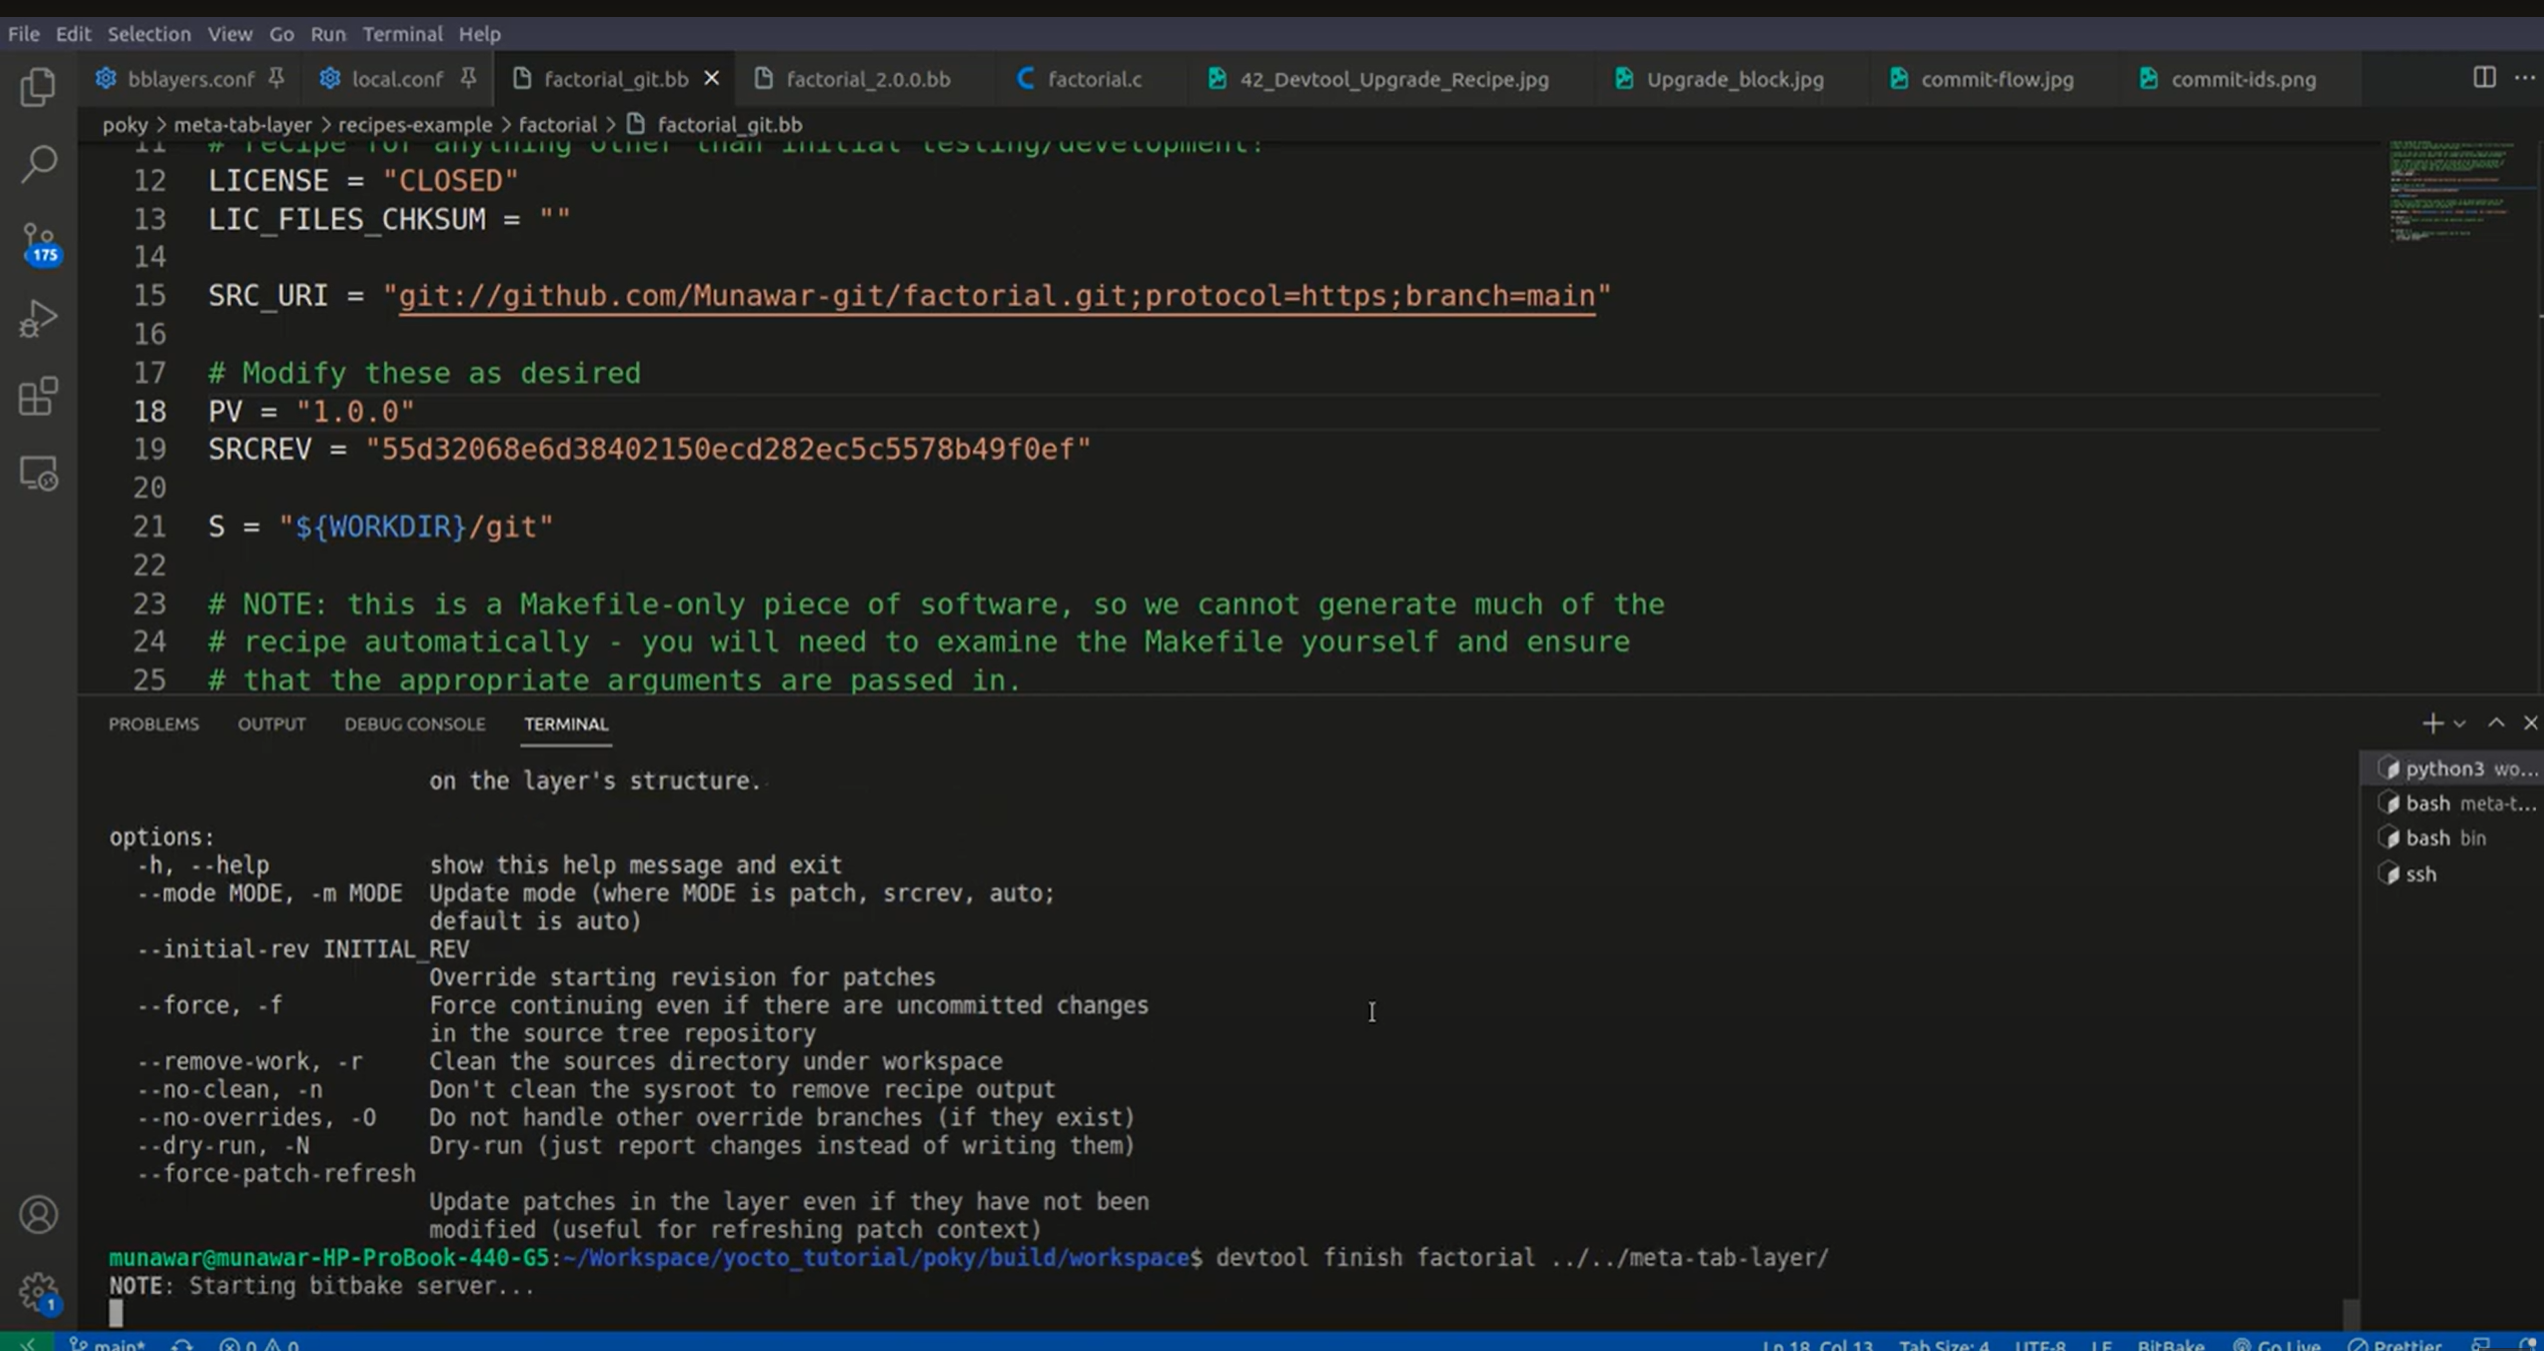 File Edit Selection View Go Run Terminal Help
bblayers.conf local.conf factorial_git.bb factorial_2.0.0.bb factorial.c 42_Devtool_Upgrade_Recipe.jpg Upgrade_block.jpg commit-flow.jpg commit-ids.png
poky > meta-tab-layer > recipes-example > factorial > factorial_git.bb
11 # recipe for anything other than initial testing/development!
12 LICENSE = "CLOSED"
13 LIC_FILES_CHKSUM = ""
14
15 SRC_URI = "git://github.com/Munawar-git/factorial.git;protocol=https;branch=main"
16
17 # Modify these as desired
18 PV = "1.0.0"
19 SRCREV = "55d32068e6d38402150ecd282ec5c5578b49f0ef"
20
21 S = "${WORKDIR}/git"
22
23 # NOTE: this is a Makefile-only piece of software, so we cannot generate much of the
24 # recipe automatically - you will need to examine the Makefile yourself and ensure
25 # that the appropriate arguments are passed in.
175
PROBLEMS OUTPUT DEBUG CONSOLE TERMINAL
on the layer's structure.
options:
-h, --help show this help message and exit
--mode MODE, -m MODE Update mode (where MODE is patch, srcrev, auto;
default is auto)
--initial-rev INITIAL_REV
Override starting revision for patches
--force, -f Force continuing even if there are uncommitted changes
in the source tree repository
--remove-work, -r Clean the sources directory under workspace
--no-clean, -n Don't clean the sysroot to remove recipe output
--no-overrides, -O Do not handle other override branches (if they exist)
--dry-run, -N Dry-run (just report changes instead of writing them)
--force-patch-refresh
Update patches in the layer even if they have not been
modified (useful for refreshing patch context)
munawar@munawar-HP-ProBook-440-G5:~/Workspace/yocto_tutorial/poky/build/workspace$ devtool finish factorial ../../meta-tab-layer/
NOTE: Starting bitbake server...
python3 wo...
bash meta-t...
bash bin
ssh
1
main* 0 0 Ln 18, Col 13 Tab Size: 4 UTF-8 LF BitBake Go Live Prettier